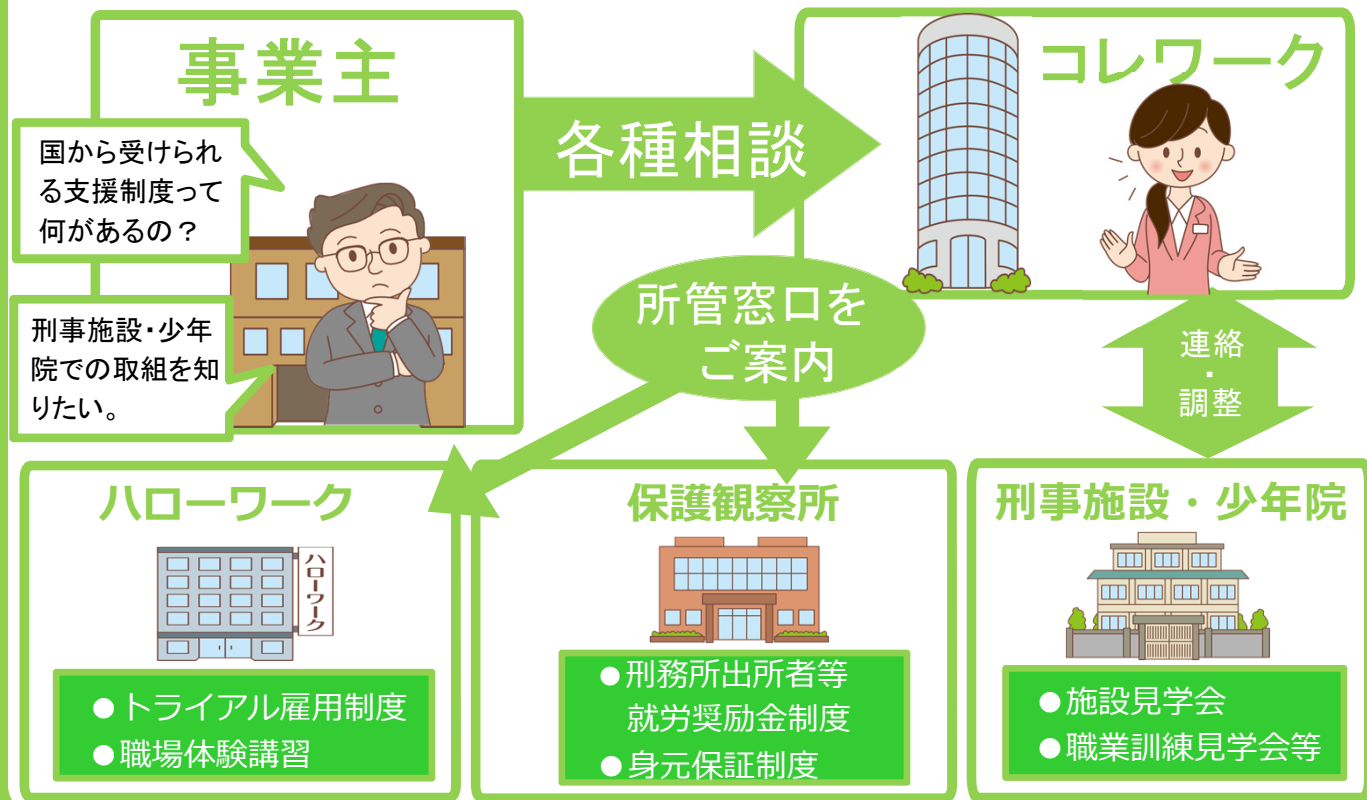 事業主
国から受けられ
る支援制度って
何があるの?
刑事施設・少年
院での取組を知
りたい。
各種相談
コレワーク
所管窓口を
ご案内
連絡
・
調整
ハローワーク
ハローワーク
●トライアル雇用制度
●職場体験講習
保護観察所
●刑務所出所者等
就労奨励金制度
●身元保証制度
刑事施設・少年院
●施設見学会
●職業訓練見学会等